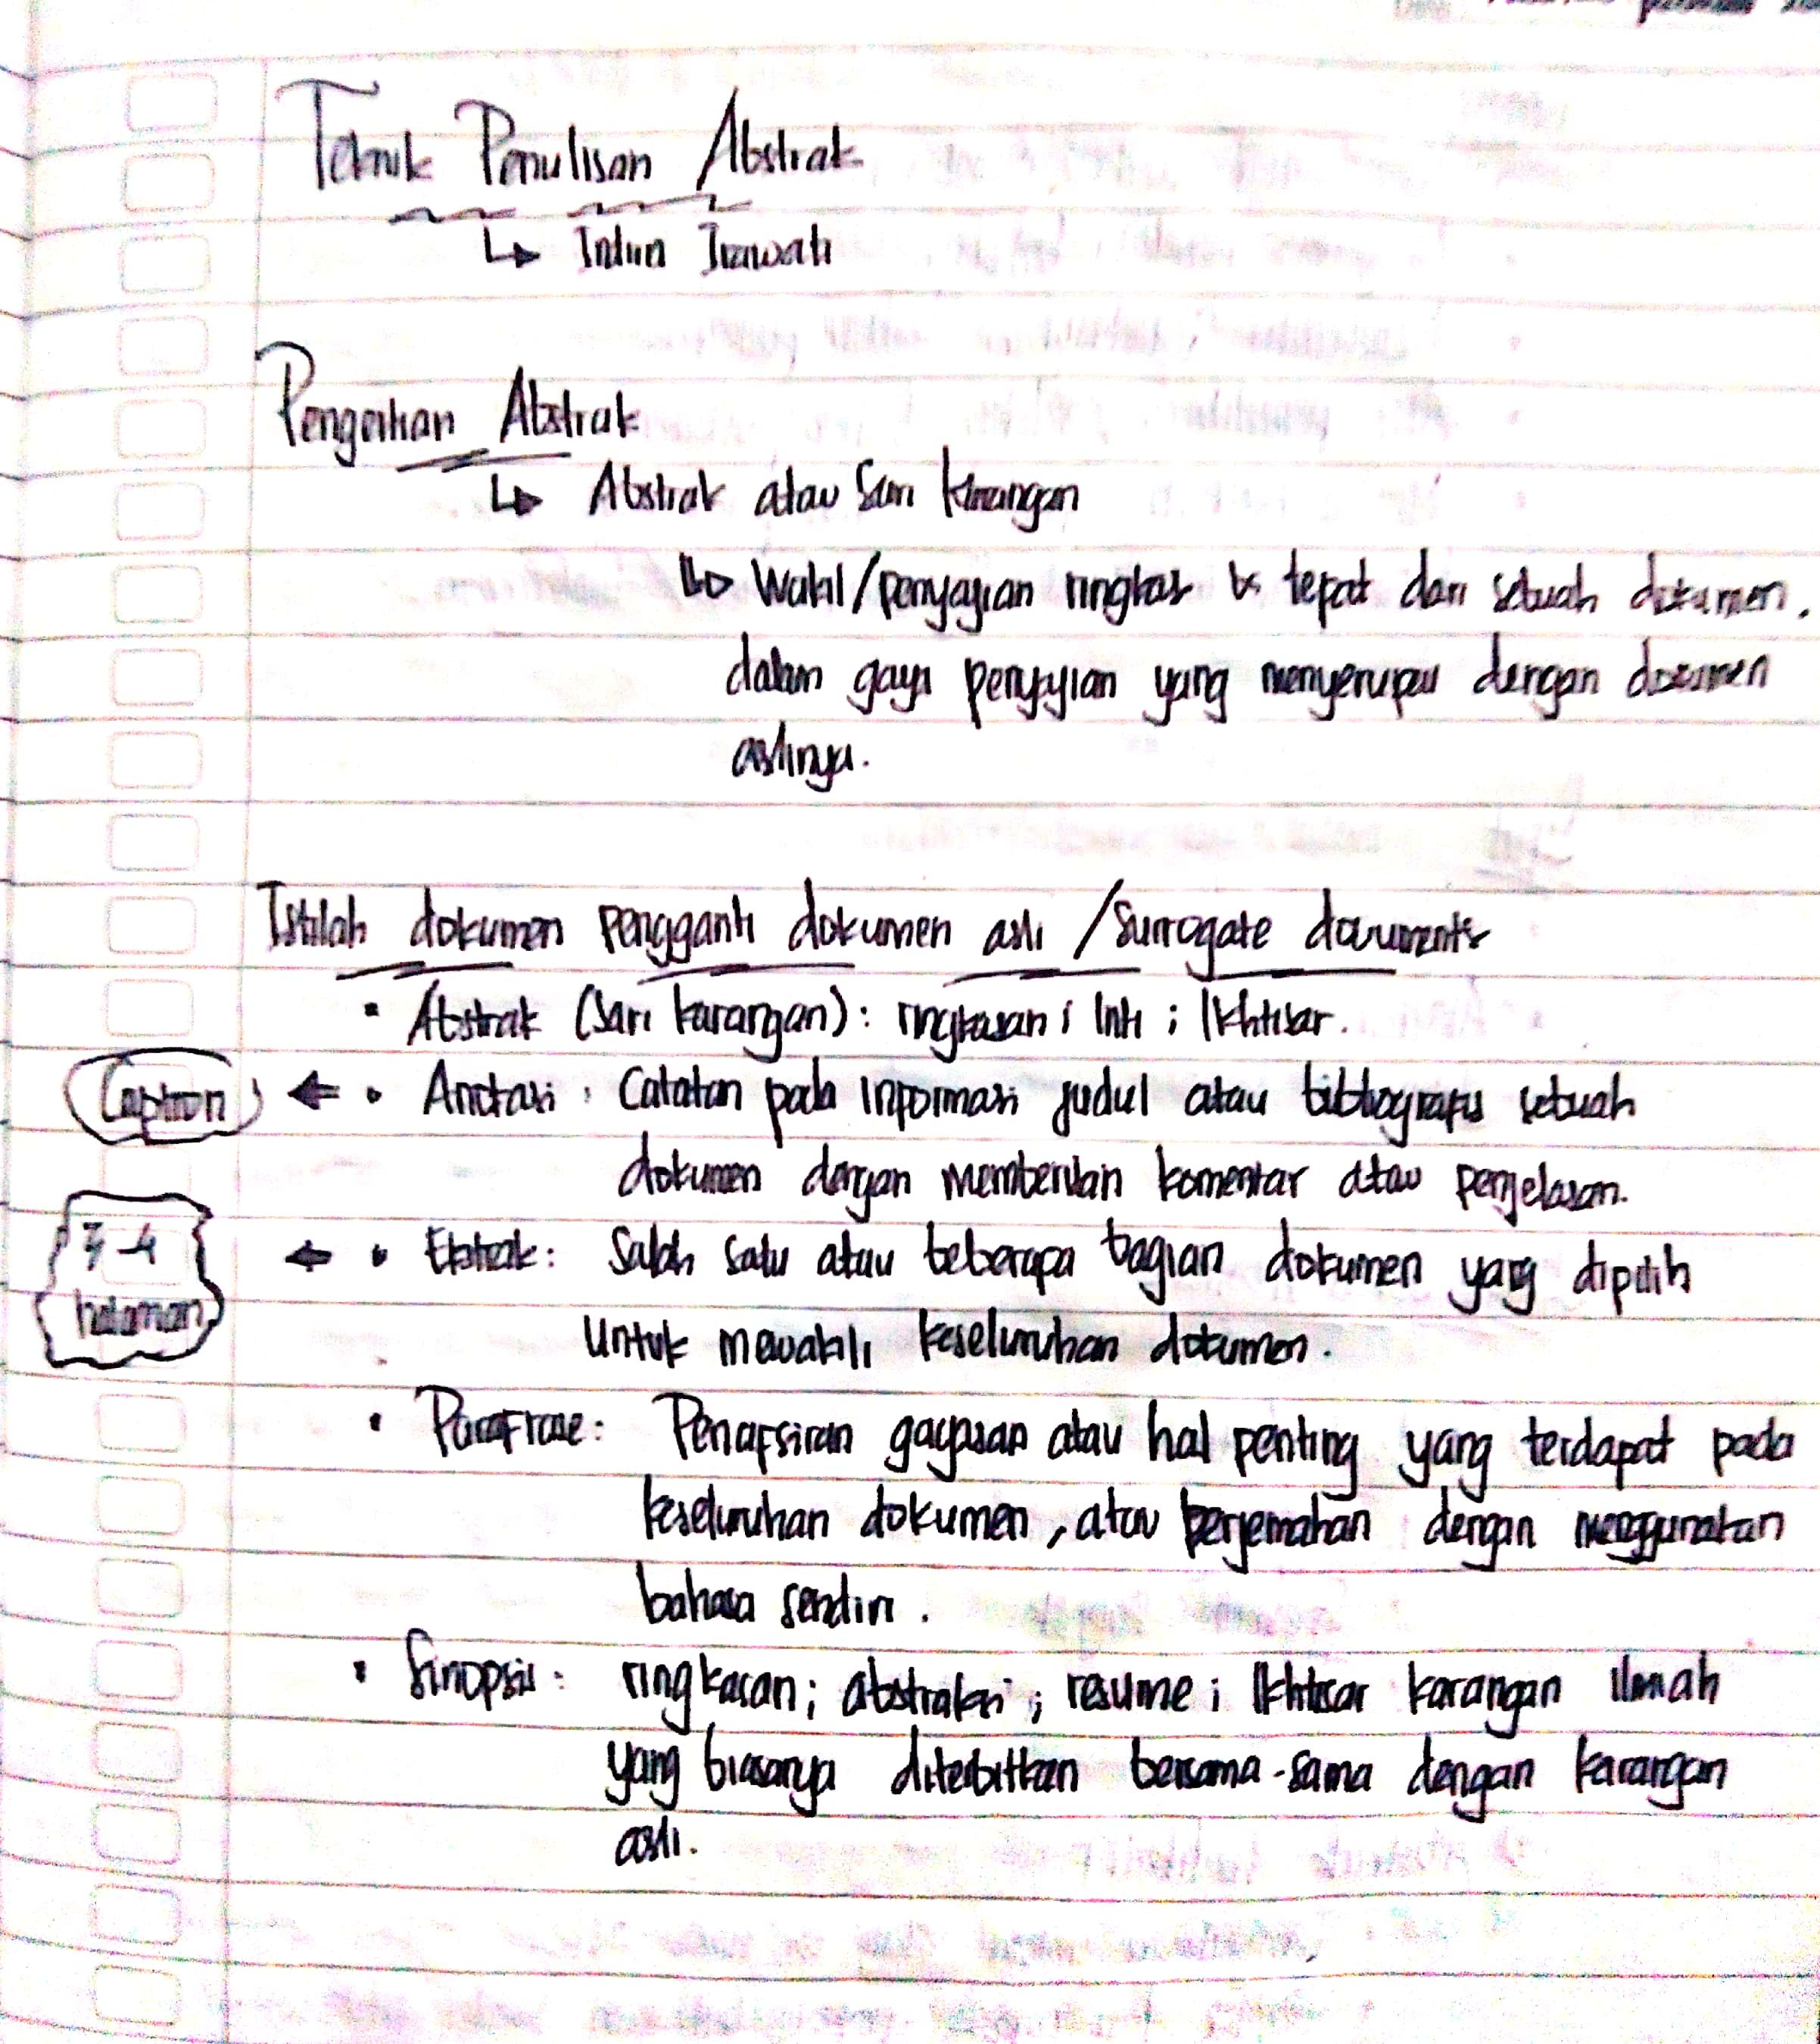 Teknik Penulisan Abstrak
↳ Indira Irawati
Pengertian Abstrak
↳ Abstrak atau Sari Karangan
↳ Wakil/penyajian ringkas & tepat dari sebuah dokumen.
dalam gaya penyajian yang menyerupai dengan dokumen
aslinya.
Istilah dokumen pengganti dokumen asli /Surrogate documents
• Abstrak (Sari karangan): ringkasan; Inti; Ikhtisar.
Caption ← • Anotasi: Catatan pada informasi judul atau bibliografis sebuah
dokumen dengan memberikan komentar atau penjelasan.
3-4 ← • Ekstrak: Salah satu atau beberapa bagian dokumen yang dipilih
halaman
untuk mewakili keseluruhan dokumen.
• Parafrase: Penafsiran gagasan atau hal penting yang terdapat pada
keseluruhan dokumen, atau terjemahan dengan menggunakan
bahasa sendiri.
• Sinopsis: ringkasan; abstraksi; resume; Ikhtisar karangan ilmiah
yang biasanya diterbitkan bersama-sama dengan karangan
asli.